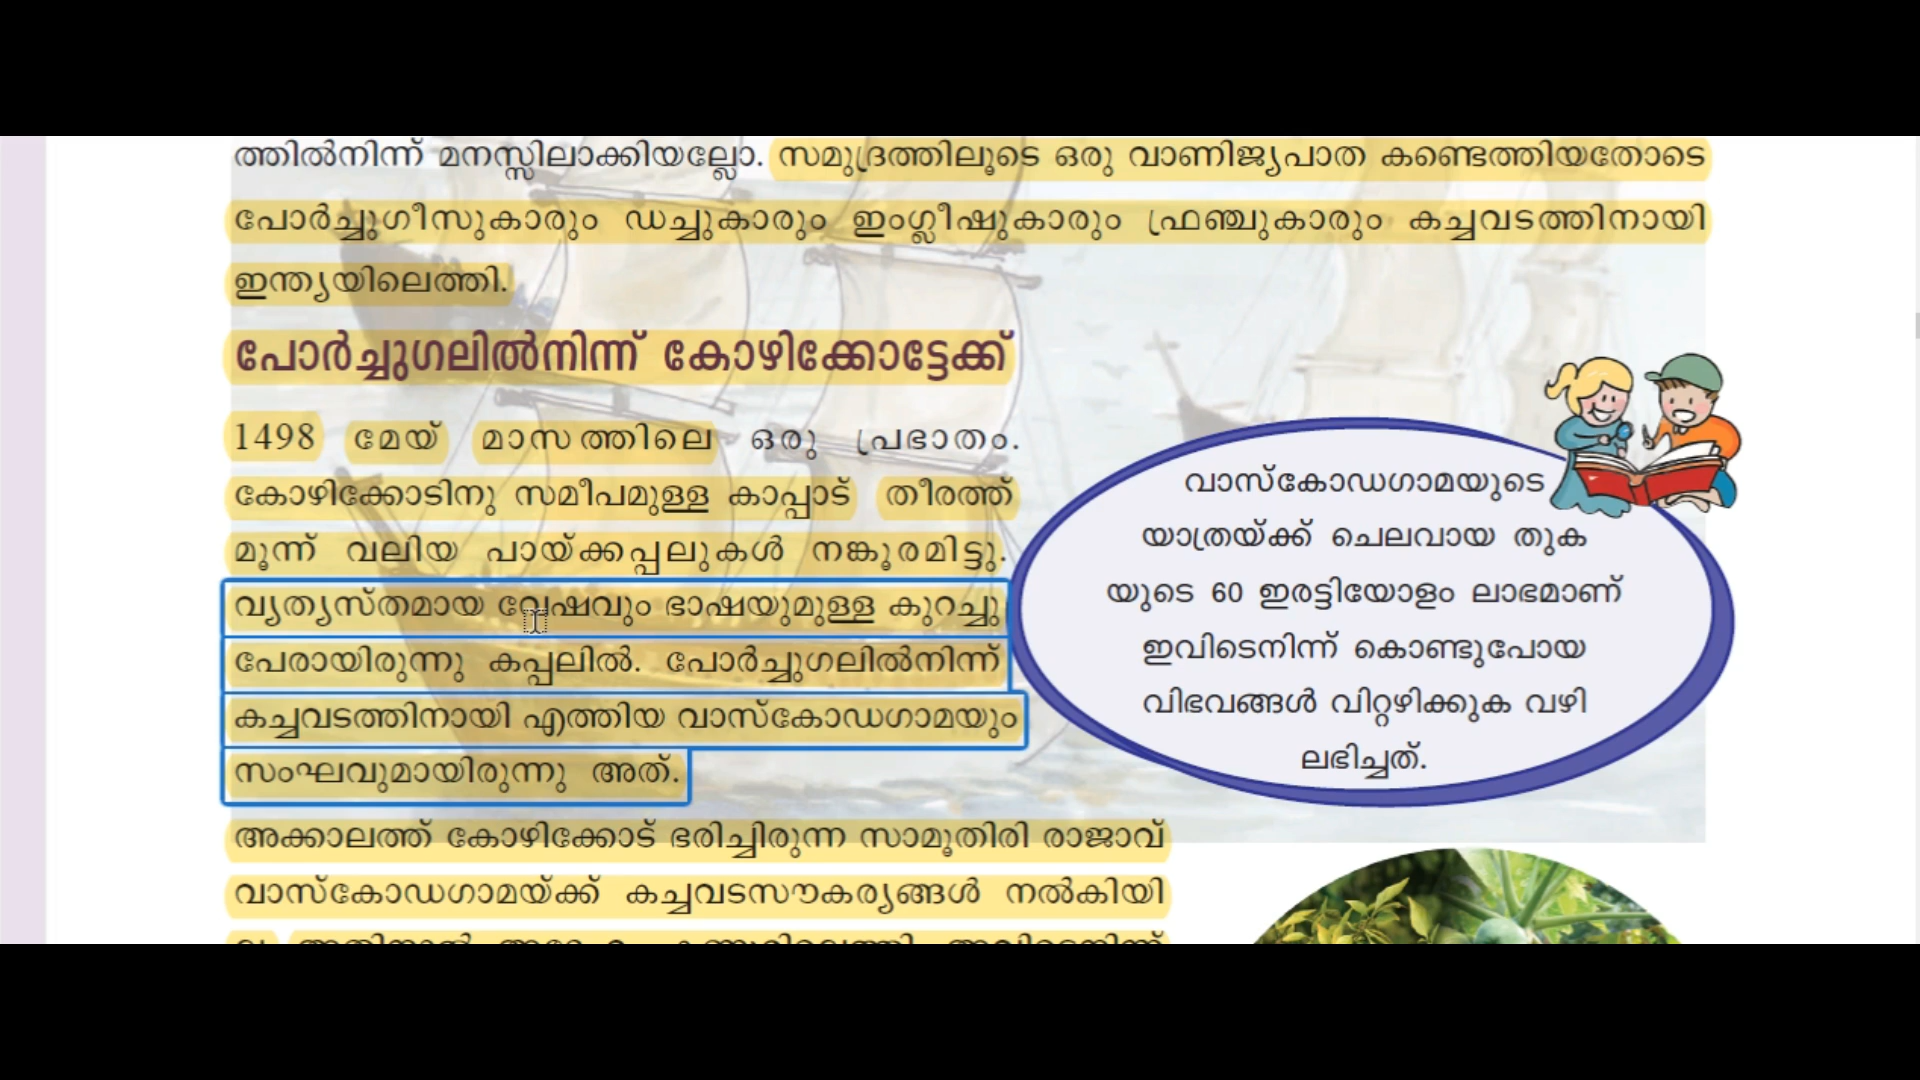 ത്തിൽനിന്ന് മനസ്സിലാക്കിയല്ലോ. സമുദ്രത്തിലൂടെ ഒരു വാണിജ്യപാത കണ്ടെത്തിയതോടെ
പോർച്ചുഗീസുകാരും ഡച്ചുകാരും ഇംഗ്ലീഷുകാരും ഫ്രഞ്ചുകാരും കച്ചവടത്തിനായി
ഇന്ത്യയിലെത്തി.
പോർച്ചുഗലിൽനിന്ന് കോഴിക്കോട്ടേക്ക്
1498 മേയ് മാസത്തിലെ ഒരു പ്രഭാതം.
കോഴിക്കോടിനു സമീപമുള്ള കാപ്പാട് തീരത്ത്
മൂന്ന് വലിയ പായ്ക്കപ്പലുകൾ നങ്കൂരമിട്ടു.
വ്യത്യസ്തമായ വേഷവും ഭാഷയുമുള്ള കുറച്ചു
പേരായിരുന്നു കപ്പലിൽ. പോർച്ചുഗലിൽനിന്ന്
കച്ചവടത്തിനായി എത്തിയ വാസ്കോഡഗാമയും
സംഘവുമായിരുന്നു അത്.
അക്കാലത്ത് കോഴിക്കോട് ഭരിച്ചിരുന്ന സാമൂതിരി രാജാവ്
വാസ്കോഡഗാമയ്ക്ക് കച്ചവടസൗകര്യങ്ങൾ നൽകിയി
വാസ്കോഡഗാമയുടെ
യാത്രയ്ക്ക് ചെലവായ തുക
യുടെ 60 ഇരട്ടിയോളം ലാഭമാണ്
ഇവിടെനിന്ന് കൊണ്ടുപോയ
വിഭവങ്ങൾ വിറ്റഴിക്കുക വഴി
ലഭിച്ചത്.